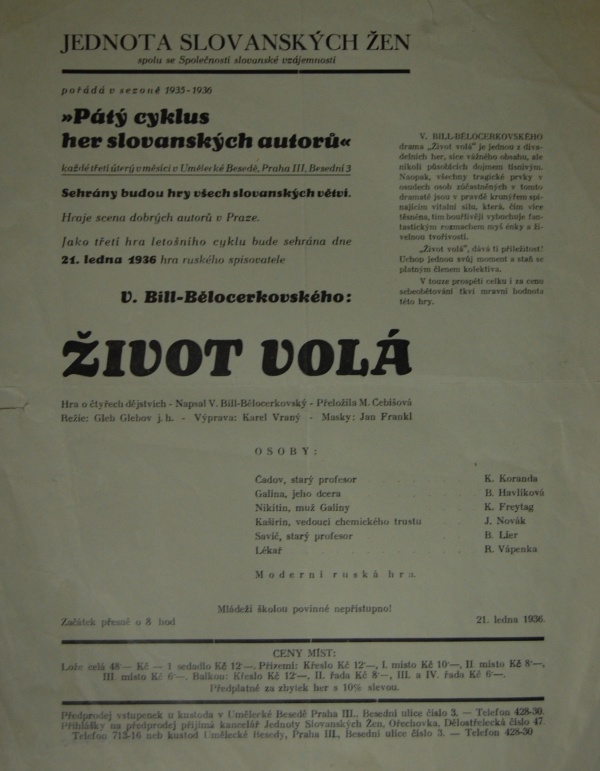 JEDNOTA SLOVANSKÝCH ŽEN
spolu se Společností slovanské vzájemnosti
pořádá v sezoně 1935-1936
»Pátý cyklus
her slovanských autorů«
každé třetí úterý v měsíci v Umělecké Besedě, Praha III, Besední 3
Sehrány budou hry všech slovanských větví.
Hraje scena dobrých autorů v Praze.
Jako třetí hra letošního cyklu bude sehrána dne
21. ledna 1936 hra ruského spisovatele
V. Bill-Bělocerkovského:
V. BILL-BĚLOCERKOVSKÉHO
drama „Život volá" je jednou z diva-
delních her, sice vážného obsahu, ale
nikoli působících dojmem tísnivým.
Naopak, všechny tragické prvky v
osudech osob zúčastněných v tomto
dramatě jsou v pravdě kramýřem spí-
najícím vitální sílu, která, čím více
těsněna, tím bouřlivěji vybuchuje fan-
tastickým rozmachem myšlenky a ži-
velnou tvořivostí.
„Život volá", dává ti příležitost!
Uchop jednou svůj moment a staň se
platným členem kolektiva.
V touze prospěti celku i za cenu
sebeobětování tkví mravní hodnota
této hry.
ŽIVOT VOLÁ
Hra o čtyřech dějstvích - Napsal V. Bill-Bělocerkovský - Přeložila M. Čebišová
Režie: Gleb Glebov j. h. - Výprava: Karel Vraný - Masky: Jan Frankl
OSOBY:
Čadov, starý profesor K. Koranda
Galina, jeho dcera B. Havlíková
Nikitin, muž Galiny K. Freytag
Kaširin, vedoucí chemického trustu J. Novák
Savič, starý profesor B. Lier
Lékař R. Vápenka
Moderní ruská hra.
Mládeži školou povinné nepřístupno!
Začátek přesně o 8 hod 21. ledna 1936.
CENY MÍST:
Lože celá 48·— Kč — 1 sedadlo Kč 12·—, Přízemí: Křeslo Kč 12·—, I. místo Kč 10·—, II. místo Kč 8·—,
III. místo Kč 6·—. Balkon: Křeslo Kč 12·—, II. řada Kč 8·—, III. a IV. řada Kč 6·—.
Předplatné za zbytek her s 10% slevou.
Předprodej vstupenek u kustoda v Umělecké Besedě Praha III., Besední ulice číslo 3. — Telefon 428-30.
Přihlášky na předprodej přijímá kancelář Jednoty Slovanských Žen, Ořechovka, Dělostřelecká číslo 47.
Telefon 713-16 neb kustod Umělecké Besedy, Praha III., Besední ulice číslo 3. — Telefon 428-30